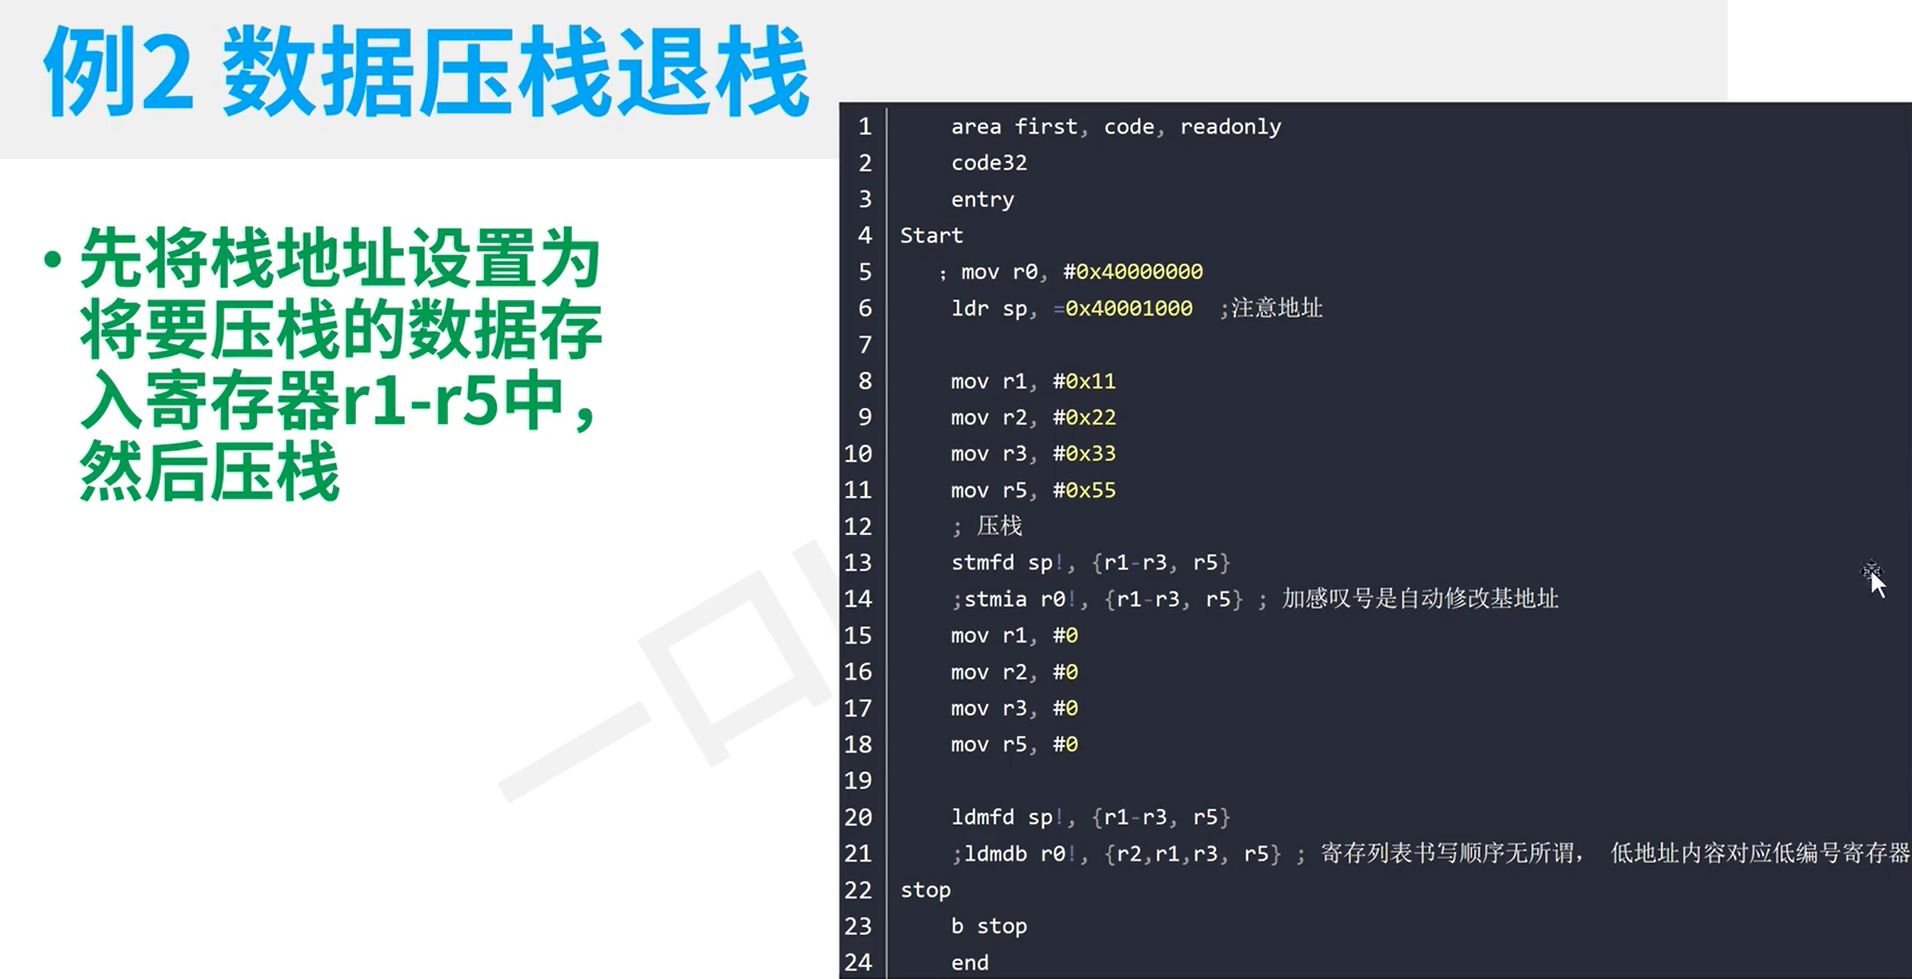 例2 数据压栈退栈
• 先将栈地址设置为
将要压栈的数据存
入寄存器r1-r5中，
然后压栈
一口
1 area first, code, readonly
2 code32
3 entry
4 Start
5 ; mov r0, #0x40000000
6 ldr sp, =0x40001000 ;注意地址
7
8 mov r1, #0x11
9 mov r2, #0x22
10 mov r3, #0x33
11 mov r5, #0x55
12 ; 压栈
13 stmfd sp!, {r1-r3, r5}
14 ;stmia r0!, {r1-r3, r5} ; 加感叹号是自动修改基地址
15 mov r1, #0
16 mov r2, #0
17 mov r3, #0
18 mov r5, #0
19
20 ldmfd sp!, {r1-r3, r5}
21 ;ldmdb r0!, {r2,r1,r3, r5} ; 寄存列表书写顺序无所谓， 低地址内容对应低编号寄存器
22 stop
23 b stop
24 end